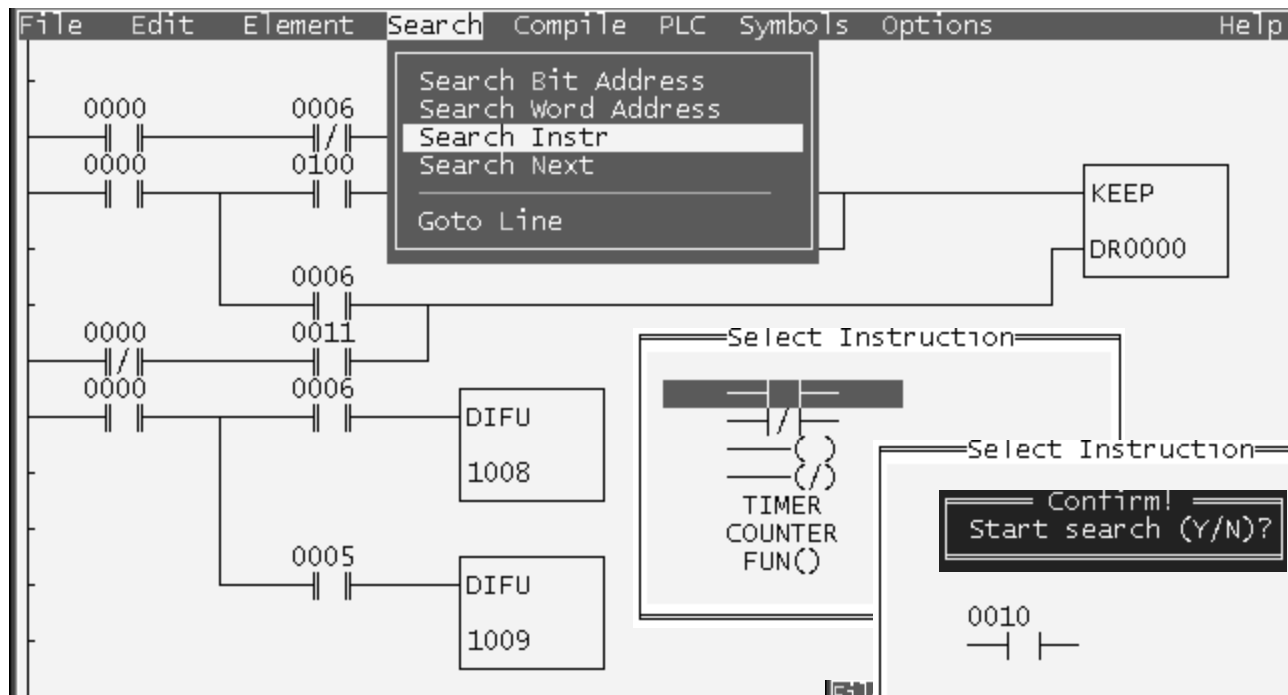 File Edit Element Search Compile PLC Symbols Options Help
Search Bit Address
Search Word Address
Search Instr
Search Next
Goto Line
0000 0006
0000 0100
KEEP
DR0000
0006
0000 0011
0000 0006
DIFU
1008
0005
DIFU
1009
Select Instruction
TIMER
COUNTER
FUN()
Select Instruction
Confirm!
Start search (Y/N)?
0010